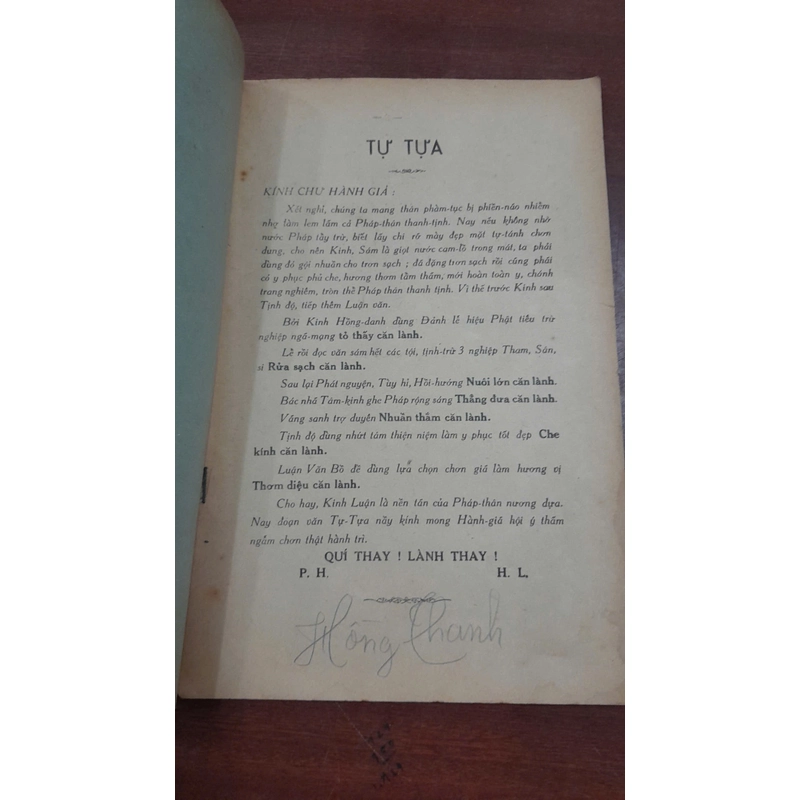 TỰ TỰA
KÍNH CHƯ HÀNH GIẢ :
Xét nghĩ, chúng ta mang thân phàm-tục bị phiền-não nhiễm
nhơ làm lem lấm cả Pháp-thân thanh-tịnh. Nay nếu không nhờ
nước Pháp tẩy trừ, biết lấy chi rõ mày đẹp mặt tự-tánh chơn
dung, cho nên Kinh, Sám là giọt nước cam-lồ trong mát, ta phải
dùng đó gội nhuần cho trơn sạch ; đã đặng trơn sạch rồi cũng phải
có y phục phủ che, hương thơm tẩm thấm, mới hoàn toàn y, chánh
trang nghiêm, tròn thể Pháp thân thanh tịnh. Vì thế trước Kinh sau
Tịnh độ, tiếp thêm Luận văn.
Bởi Kinh Hồng-danh dùng Đảnh lễ hiệu Phật tiêu trừ
nghiệp ngã-mạng tỏ thấy căn lành.
Lễ rồi đọc văn sám hết các tội, tịnh-trừ 3 nghiệp Tham, Sân,
si Rửa sạch căn lành.
Sau lại Phát nguyện, Tùy hỉ, Hồi-hướng Nuôi lớn căn lành.
Bác nhã Tâm-kinh ghe Pháp rộng sáng Thẳng đưa căn lành.
Vãng sanh trợ duyên Nhuần thấm căn lành.
Tịnh độ dùng nhứt tâm thiện niệm làm y phục tốt đẹp Che
kính căn lành.
Luận Văn Bô để dùng lựa chọn chơn giả làm hương vị
Thơm diệu căn lành.
Cho hay, Kinh Luận là nền tản của Pháp-thân nương dựa.
Nay đoạn văn Tự-Tựa nầy kính mong Hành-giả hội ý thầm
ngẫm chơn thật hành trì.
QUÍ THAY ! LÀNH THAY !
P. H. H. L.
Hồng Thanh